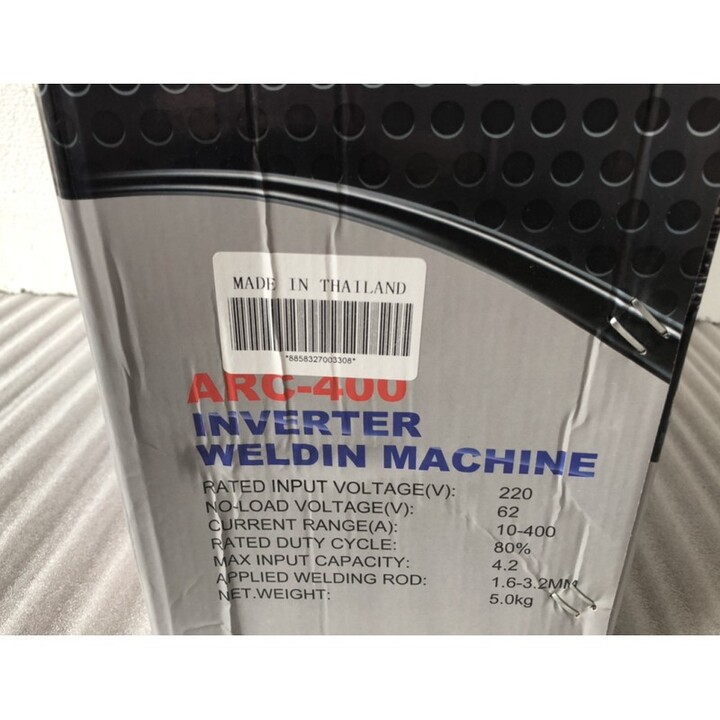 MADE IN THAILAND
*8858327003308*
ARC-400
INVERTER
WELDIN MACHINE
RATED INPUT VOLTAGE(V): 220
NO-LOAD VOLTAGE(V): 62
CURRENT RANGE(A): 10-400
RATED DUTY CYCLE: 80%
MAX INPUT CAPACITY: 4.2
APPLIED WELDING ROD: 1.6-3.2MM
NET.WEIGHT: 5.0kg